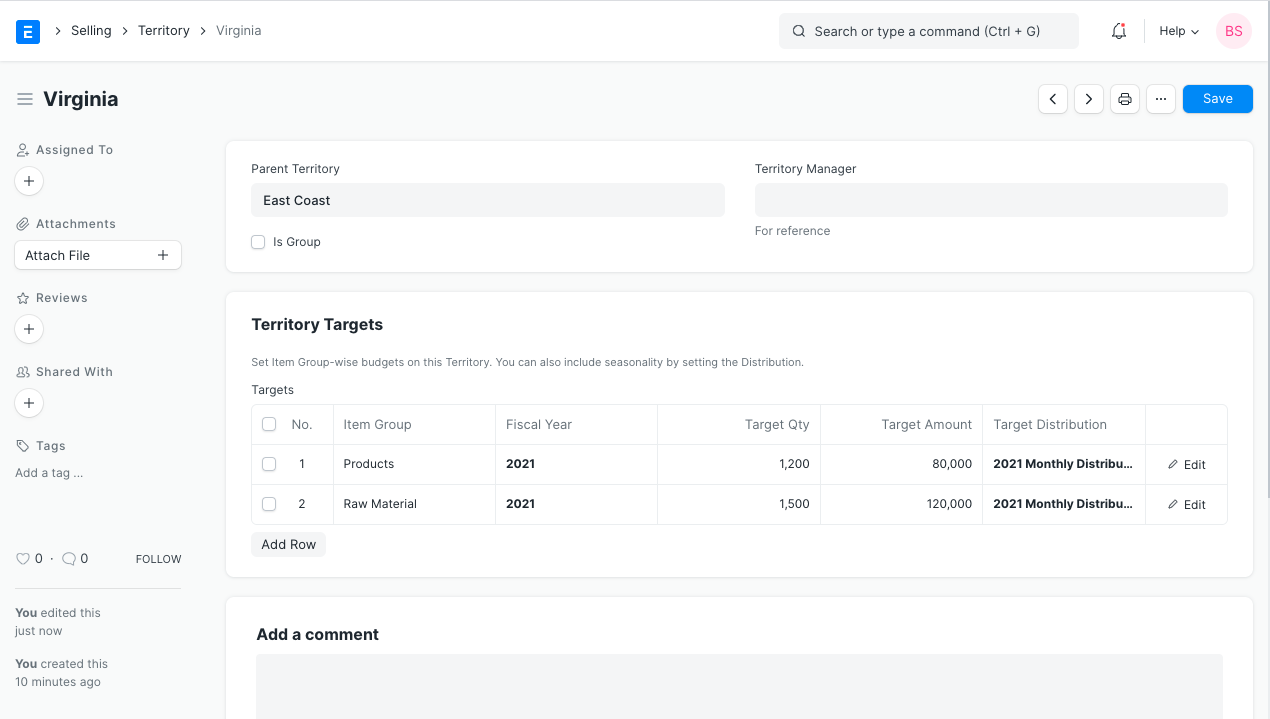 E Selling Territory Virginia
Search or type a command (Ctrl + G)
Help
BS
Virginia
Save
Assigned To
Attachments
Attach File
Reviews
Shared With
Tags
Add a tag ...
0 · 0 FOLLOW
You edited this
just now
You created this
10 minutes ago
Parent Territory
East Coast
Is Group
Territory Manager
For reference
Territory Targets
Set Item Group-wise budgets on this Territory. You can also include seasonality by setting the Distribution.
Targets
No. Item Group Fiscal Year Target Qty Target Amount Target Distribution
1 Products 2021 1,200 80,000 2021 Monthly Distribu... Edit
2 Raw Material 2021 1,500 120,000 2021 Monthly Distribu... Edit
Add Row
Add a comment